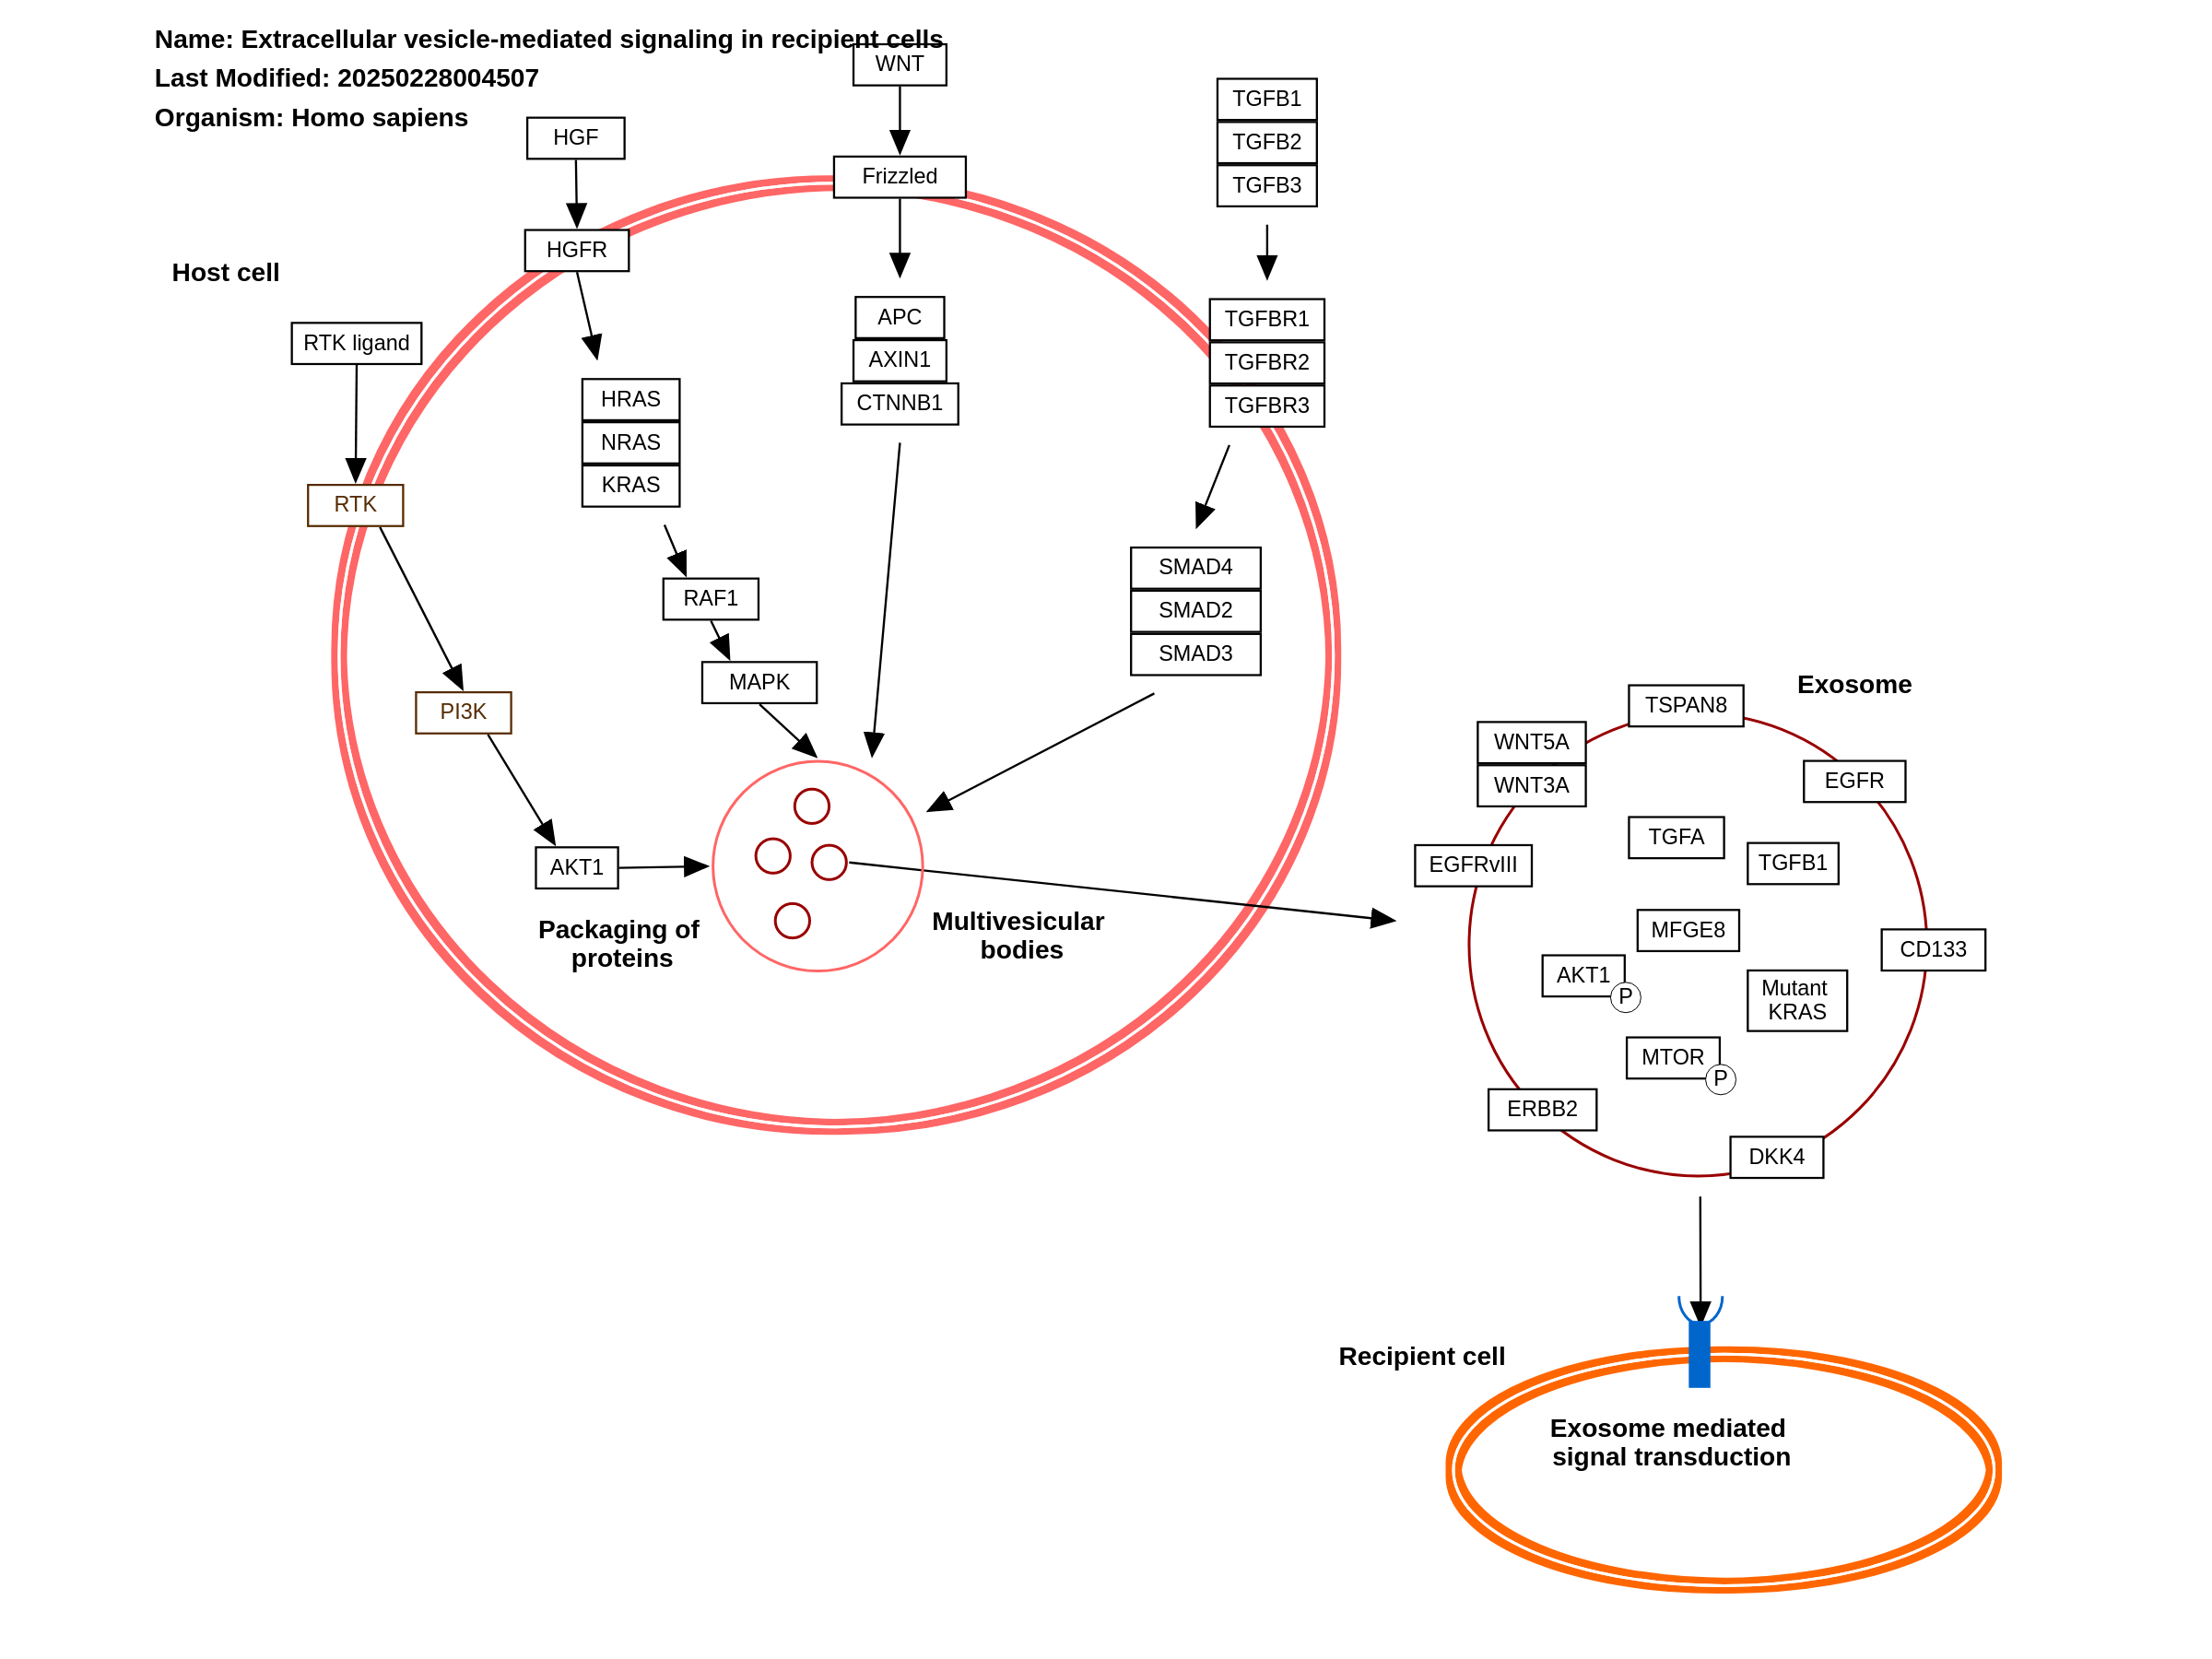 Name: Extracellular vesicle-mediated signaling in recipient cells
Last Modified: 20250228004507
Organism: Homo sapiens
WNT
HGF
Frizzled
TGFB1
TGFB2
TGFB3
HGFR
Host cell
RTK ligand
APC
AXIN1
CTNNB1
TGFBR1
TGFBR2
TGFBR3
HRAS
NRAS
KRAS
RTK
RAF1
SMAD4
SMAD2
SMAD3
MAPK
PI3K
AKT1
Packaging of
proteins
Multivesicular
bodies
Exosome
TSPAN8
WNT5A
WNT3A
EGFR
TGFA
TGFB1
EGFRvIII
MFGE8
CD133
AKT1
P
Mutant
KRAS
MTOR
P
ERBB2
DKK4
Recipient cell
Exosome mediated
signal transduction